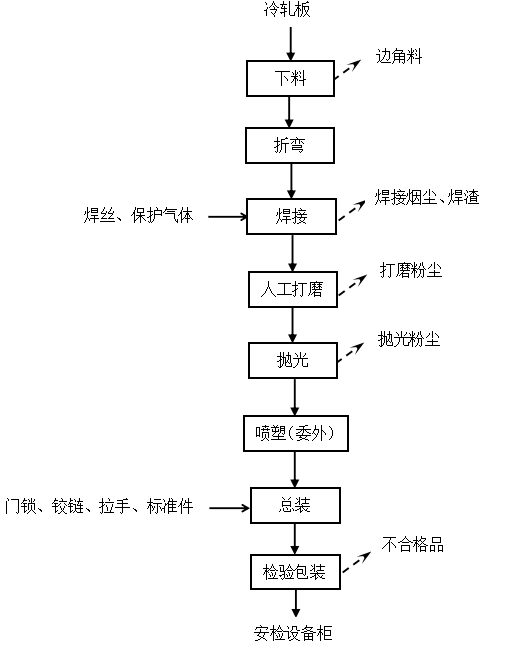 冷轧板
边角料
下料
折弯
焊丝、保护气体
焊接
焊接烟尘、焊渣
人工打磨
打磨粉尘
抛光
抛光粉尘
喷塑（委外）
门锁、铰链、拉手、标准件
总装
检验包装
不合格品
安检设备柜